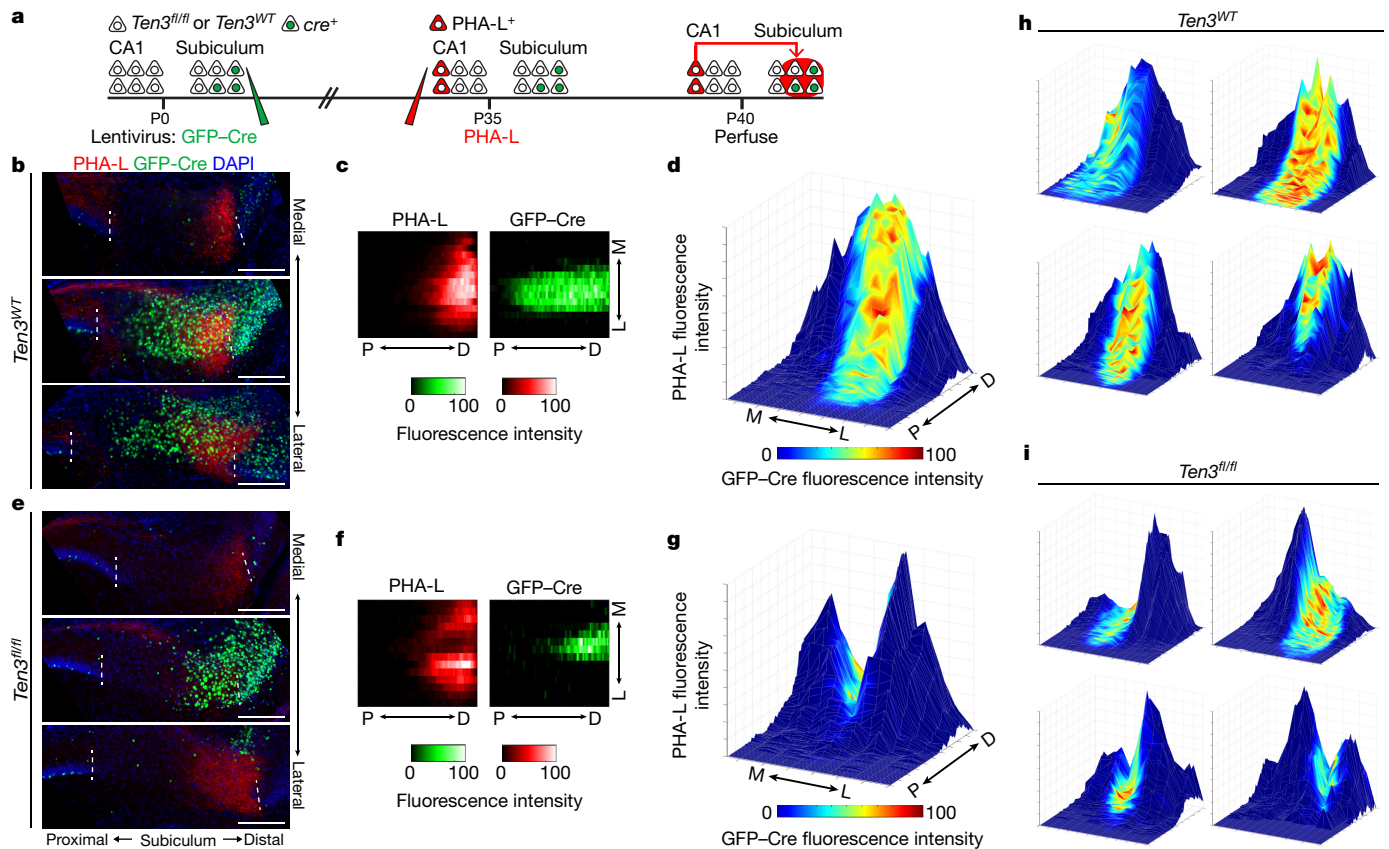 a
Ten3fl/fl or Ten3WT cre+
PHA-L+
CA1 Subiculum
CA1 Subiculum
CA1 Subiculum
P0
P35
P40
Lentivirus: GFP–Cre
PHA-L
Perfuse
b
PHA-L GFP-Cre DAPI
Ten3WT
Medial
Lateral
c
PHA-L
GFP–Cre
M
L
P D
P D
0 100
0 100
Fluorescence intensity
d
PHA-L fluorescence
intensity
M L
P D
0 100
GFP–Cre fluorescence intensity
e
Ten3fl/fl
Medial
Lateral
Proximal Subiculum Distal
f
PHA-L
GFP–Cre
M
L
P D
P D
0 100
0 100
Fluorescence intensity
g
PHA-L fluorescence
intensity
M L
P D
0 100
GFP–Cre fluorescence intensity
h
Ten3WT
i
Ten3fl/fl